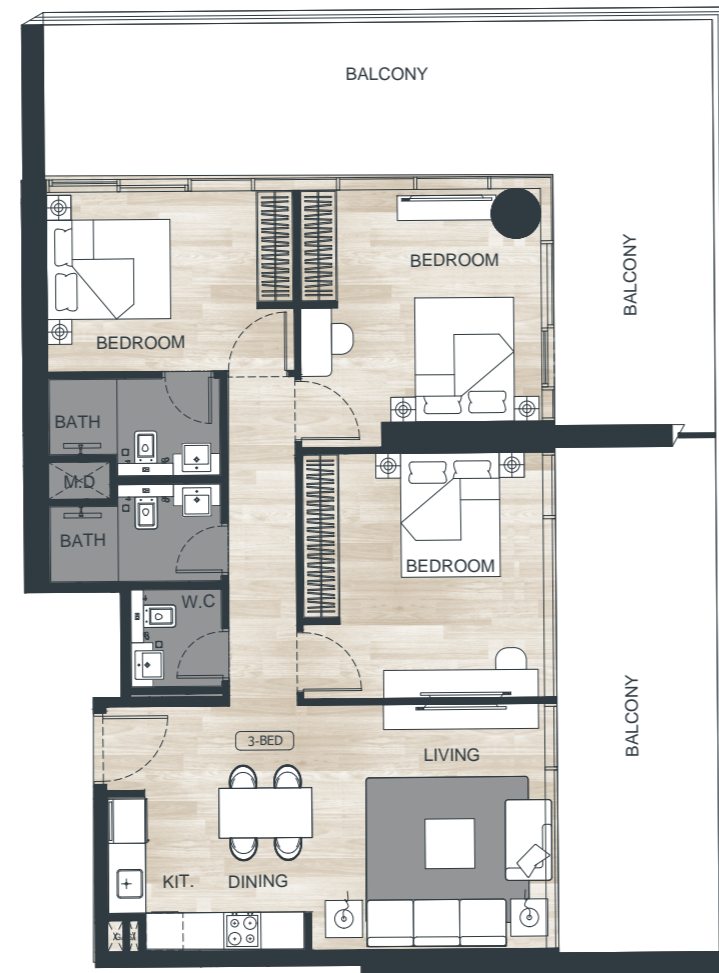 BALCONY
BEDROOM
BALCONY
BEDROOM
BATH
M.D
BATH
BEDROOM
W.C
BALCONY
3-BED
LIVING
KIT.
DINING